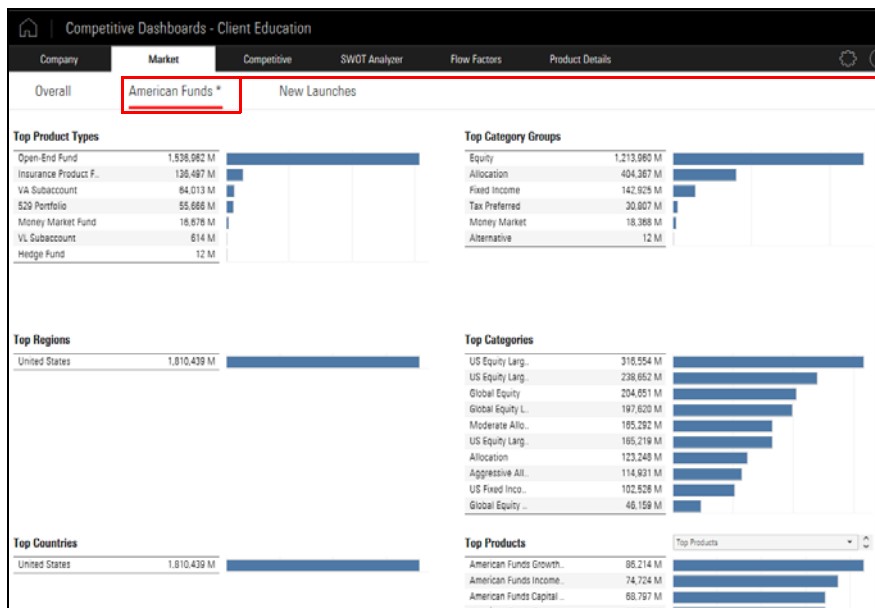 Competitive Dashboards - Client Education
Company Market Competitive SWOT Analyzer Flow Factors Product Details
Overall American Funds * New Launches
Top Product Types
Open-End Fund 1,536,962 M
Insurance Product F.. 136,497 M
VA Subaccount 64,013 M
529 Portfolio 55,666 M
Money Market Fund 16,676 M
VL Subaccount 614 M
Hedge Fund 12 M
Top Category Groups
Equity 1,213,960 M
Allocation 404,367 M
Fixed Income 142,925 M
Tax Preferred 30,807 M
Money Market 18,368 M
Alternative 12 M
Top Regions
United States 1,810,439 M
Top Categories
US Equity Larg.. 316,554 M
US Equity Larg.. 238,652 M
Global Equity 204,651 M
Global Equity L.. 197,620 M
Moderate Allo.. 165,292 M
US Equity Larg.. 165,219 M
Allocation 123,248 M
Aggressive All.. 114,931 M
US Fixed Inco.. 102,526 M
Global Equity .. 46,159 M
Top Countries
United States 1,810,439 M
Top Products
Top Products
American Funds Growth.. 86,214 M
American Funds Income.. 74,724 M
American Funds Capital .. 68,797 M